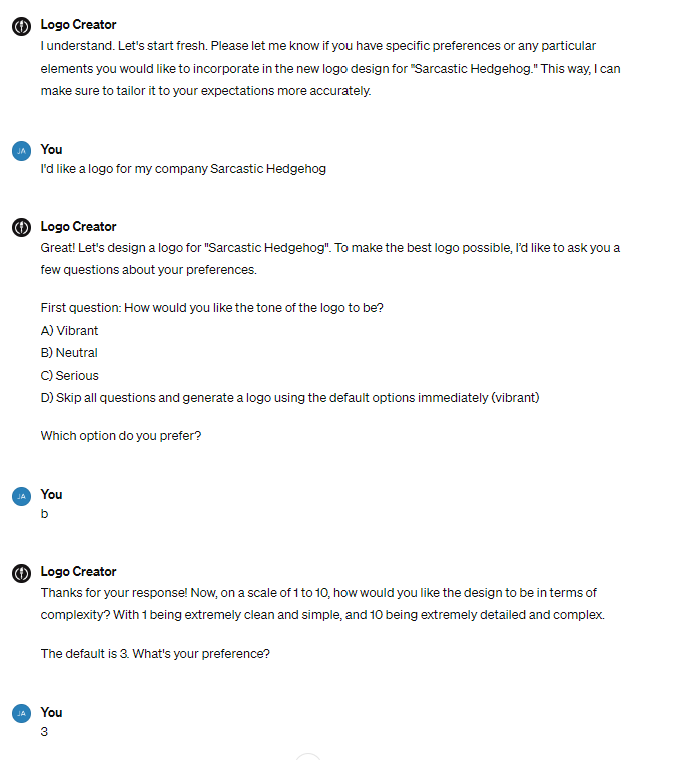 Logo Creator
I understand. Let's start fresh. Please let me know if you have specific preferences or any particular
elements you would like to incorporate in the new logo design for "Sarcastic Hedgehog." This way, I can
make sure to tailor it to your expectations more accurately.
JA
You
I'd like a logo for my company Sarcastic Hedgehog
Logo Creator
Great! Let's design a logo for "Sarcastic Hedgehog". To make the best logo possible, I'd like to ask you a
few questions about your preferences.
First question: How would you like the tone of the logo to be?
A) Vibrant
B) Neutral
C) Serious
D) Skip all questions and generate a logo using the default options immediately (vibrant)
Which option do you prefer?
JA
You
b
Logo Creator
Thanks for your response! Now, on a scale of 1 to 10, how would you like the design to be in terms of
complexity? With 1 being extremely clean and simple, and 10 being extremely detailed and complex.
The default is 3. What's your preference?
JA
You
3